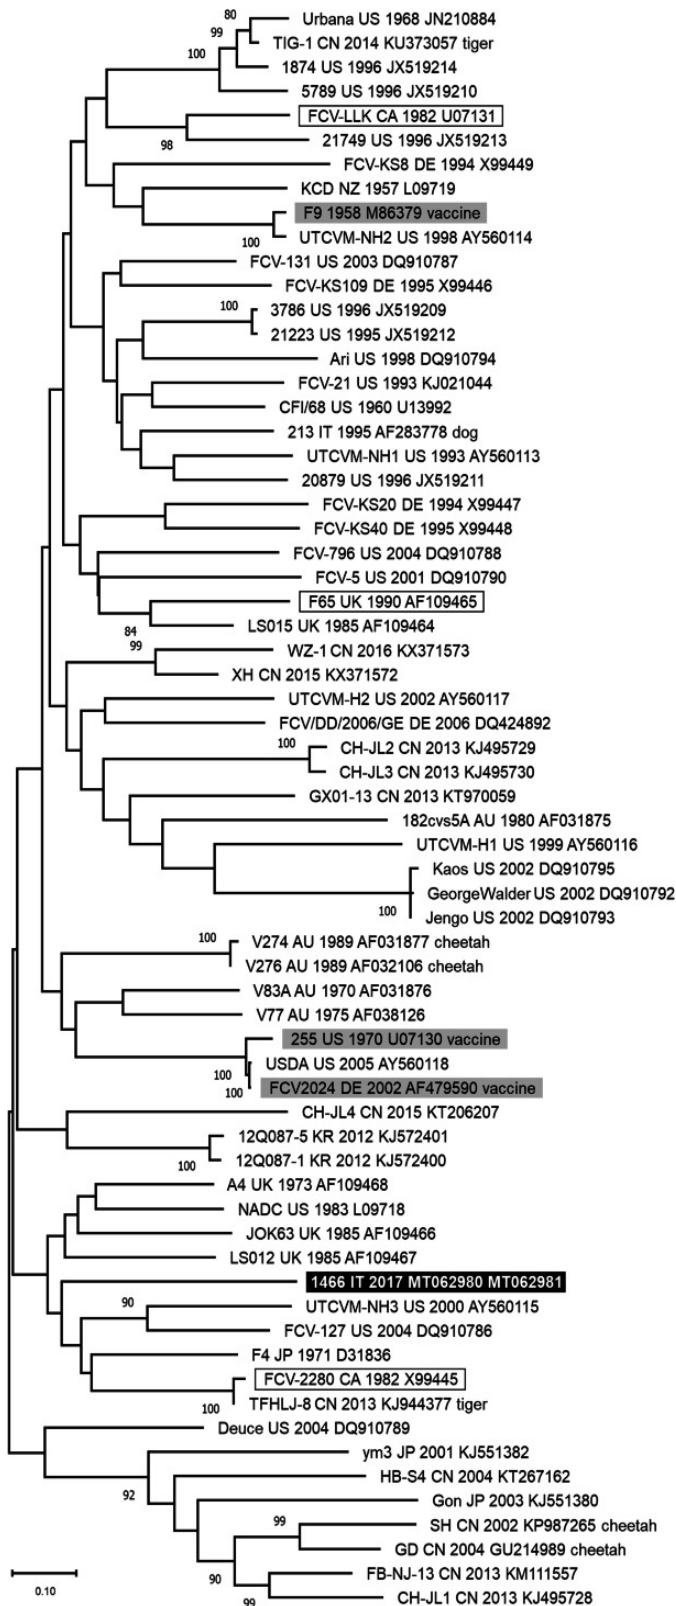 80
Urbana US 1968 JN210884
99
TIG-1 CN 2014 KU373057 tiger
100
1874 US 1996 JX519214
5789 US 1996 JX519210
FCV-LLK CA 1982 U07131
98
21749 US 1996 JX519213
FCV-KS8 DE 1994 X99449
KCD NZ 1957 L09719
F9 1958 M86379 vaccine
100
UTCVM-NH2 US 1998 AY560114
FCV-131 US 2003 DQ910787
FCV-KS109 DE 1995 X99446
100
3786 US 1996 JX519209
21223 US 1995 JX519212
Ari US 1998 DQ910794
FCV-21 US 1993 KJ021044
CFI/68 US 1960 U13992
213 IT 1995 AF283778 dog
UTCVM-NH1 US 1993 AY560113
20879 US 1996 JX519211
FCV-KS20 DE 1994 X99447
FCV-KS40 DE 1995 X99448
FCV-796 US 2004 DQ910788
FCV-5 US 2001 DQ910790
F65 UK 1990 AF109465
84
LS015 UK 1985 AF109464
99
WZ-1 CN 2016 KX371573
XH CN 2015 KX371572
UTCVM-H2 US 2002 AY560117
FCV/DD/2006/GE DE 2006 DQ424892
100
CH-JL2 CN 2013 KJ495729
CH-JL3 CN 2013 KJ495730
GX01-13 CN 2013 KT970059
182cvs5A AU 1980 AF031875
UTCVM-H1 US 1999 AY560116
Kaos US 2002 DQ910795
GeorgeWalder US 2002 DQ910792
100
Jengo US 2002 DQ910793
100
V274 AU 1989 AF031877 cheetah
V276 AU 1989 AF032106 cheetah
V83A AU 1970 AF031876
V77 AU 1975 AF038126
255 US 1970 U07130 vaccine
100
USDA US 2005 AY560118
100
FCV2024 DE 2002 AF479590 vaccine
CH-JL4 CN 2015 KT206207
12Q087-5 KR 2012 KJ572401
100
12Q087-1 KR 2012 KJ572400
A4 UK 1973 AF109468
NADC US 1983 L09718
JOK63 UK 1985 AF109466
LS012 UK 1985 AF109467
1466 IT 2017 MT062980 MT062981
90
UTCVM-NH3 US 2000 AY560115
FCV-127 US 2004 DQ910786
F4 JP 1971 D31836
FCV-2280 CA 1982 X99445
100
TFHLJ-8 CN 2013 KJ944377 tiger
Deuce US 2004 DQ910789
ym3 JP 2001 KJ551382
92
HB-S4 CN 2004 KT267162
Gon JP 2003 KJ551380
99
SH CN 2002 KP987265 cheetah
GD CN 2004 GU214989 cheetah
90
FB-NJ-13 CN 2013 KM111557
99
CH-JL1 CN 2013 KJ495728
0.10